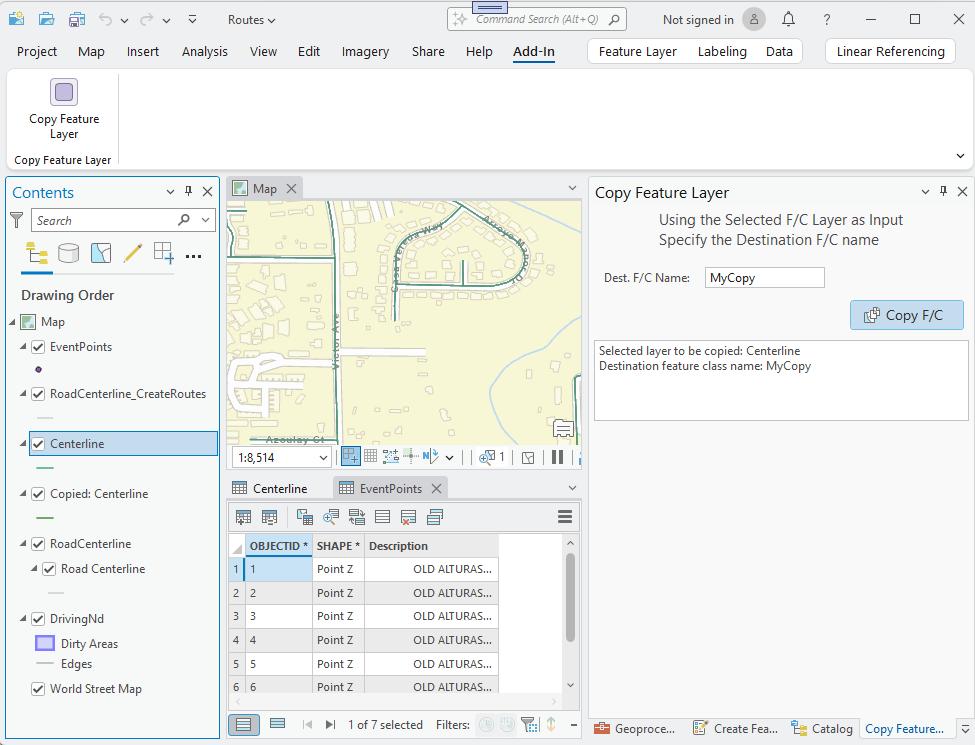 Routes
Command Search (Alt+Q)
Not signed in
?
Project Map Insert Analysis View Edit Imagery Share Help Add-In Feature Layer Labeling Data Linear Referencing
Copy Feature
Layer
Copy Feature Layer
Contents
Search
Drawing Order
Map
EventPoints
RoadCenterline_CreateRoutes
Centerline
Copied: Centerline
RoadCenterline
Road Centerline
DrivingNd
Dirty Areas
Edges
World Street Map
Map
Casa Vereda Way
Arroyo Mango
Victor Ave
Azoulay Ct
1:8,514
1
Centerline EventPoints
OBJECTID * SHAPE * Description
1 1 Point Z OLD ALTURAS...
2 2 Point Z OLD ALTURAS...
3 3 Point Z OLD ALTURAS...
4 4 Point Z OLD ALTURAS...
5 5 Point Z OLD ALTURAS...
6 6 Point Z OLD ALTURAS...
1 of 7 selected Filters:
Copy Feature Layer
Using the Selected F/C Layer as Input
Specify the Destination F/C name
Dest. F/C Name: MyCopy
Copy F/C
Selected layer to be copied: Centerline
Destination feature class name: MyCopy
Geoproce... Create Fea... Catalog Copy Feature...